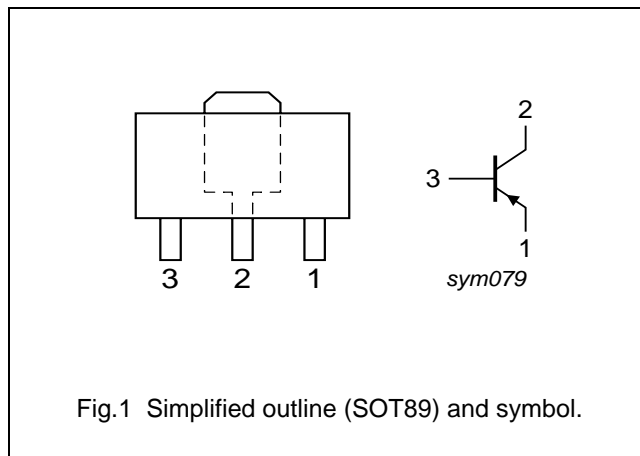 3 2 1
2
3
1
sym079
Fig.1 Simplified outline (SOT89) and symbol.